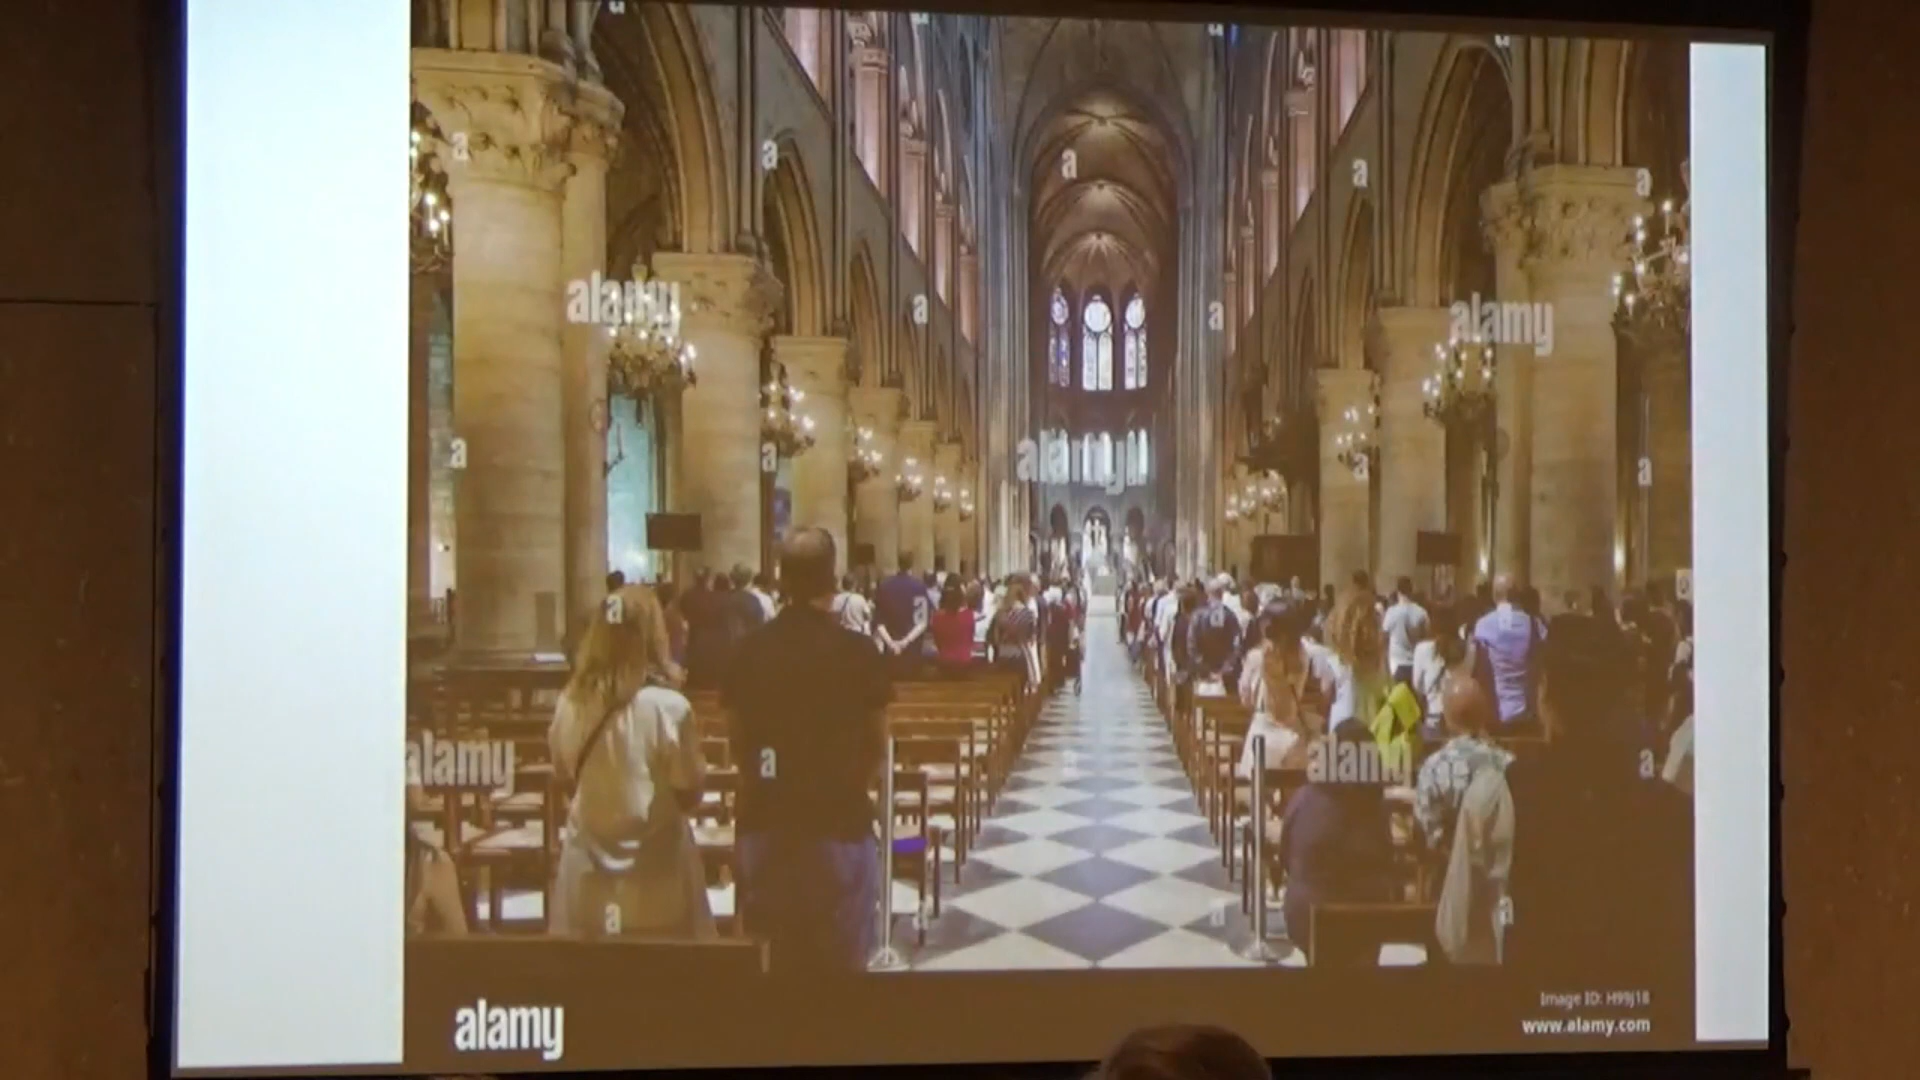 a a a a
a a a a a
alamy a a alamy
a a alamy a a
a a a
alamy a alamy a
a a a a
Image ID: H99J18
alamy www.alamy.com